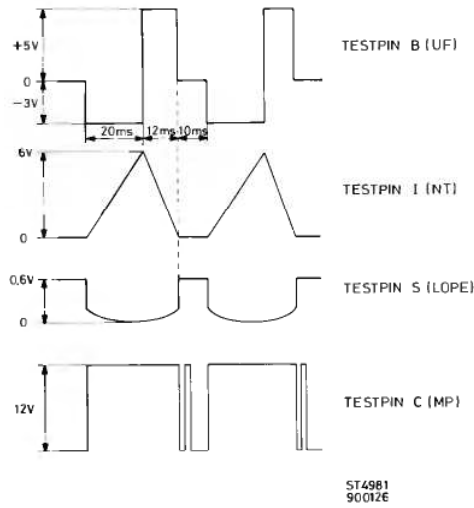 +5V
TESTPIN B (UF)
0
-3V
20ms 12ms 10ms
6V
TESTPIN I (NT)
0
0,6V
TESTPIN S (LOPE)
0
12V
TESTPIN C (MP)
ST4981
900126